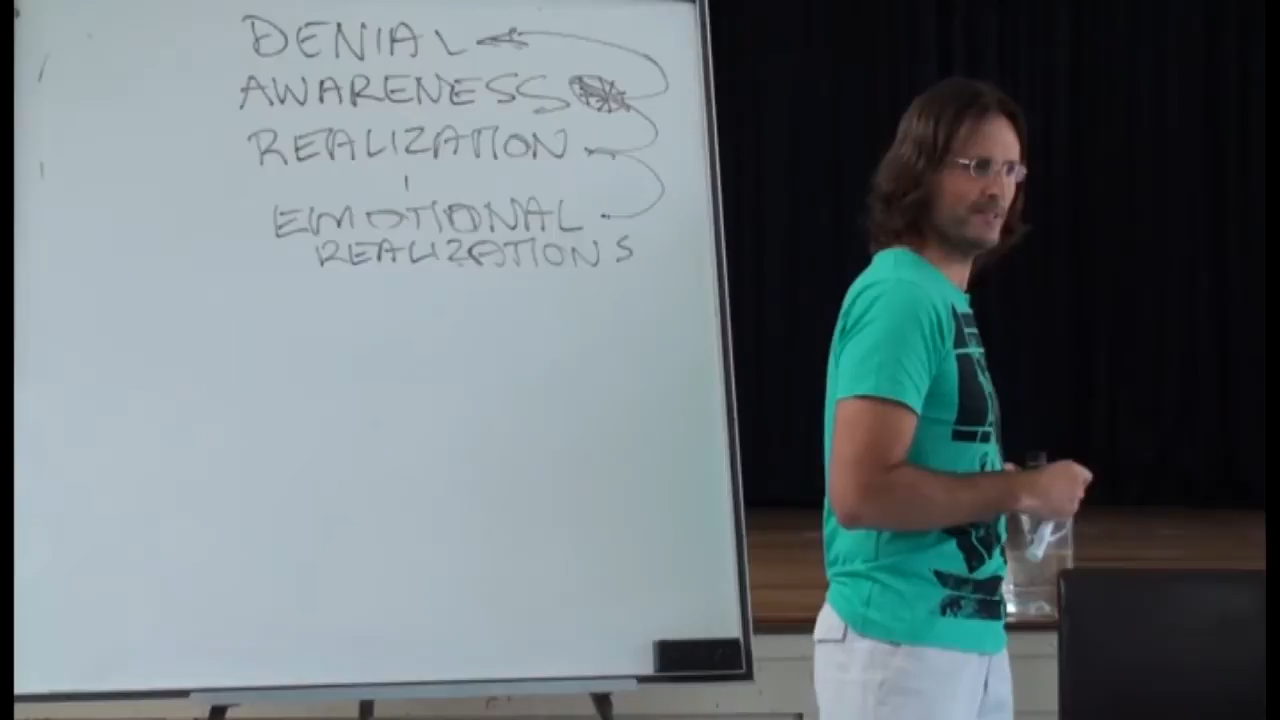 DENIAL
AWARENESS
REALIZATION
EMOTIONAL
REALIZATIONS